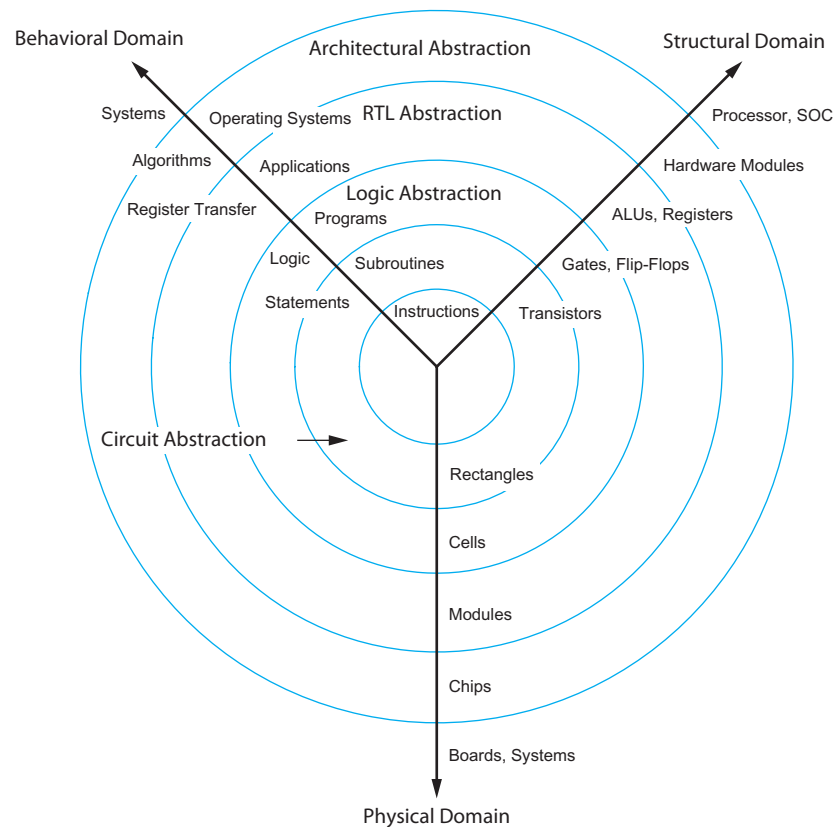 Behavioral Domain
Structural Domain
Architectural Abstraction
Systems
Operating Systems
RTL Abstraction
Processor, SOC
Algorithms
Applications
Hardware Modules
Logic Abstraction
Register Transfer
Programs
ALUs, Registers
Logic
Subroutines
Gates, Flip-Flops
Statements
Instructions
Transistors
Circuit Abstraction
Rectangles
Cells
Modules
Chips
Boards, Systems
Physical Domain